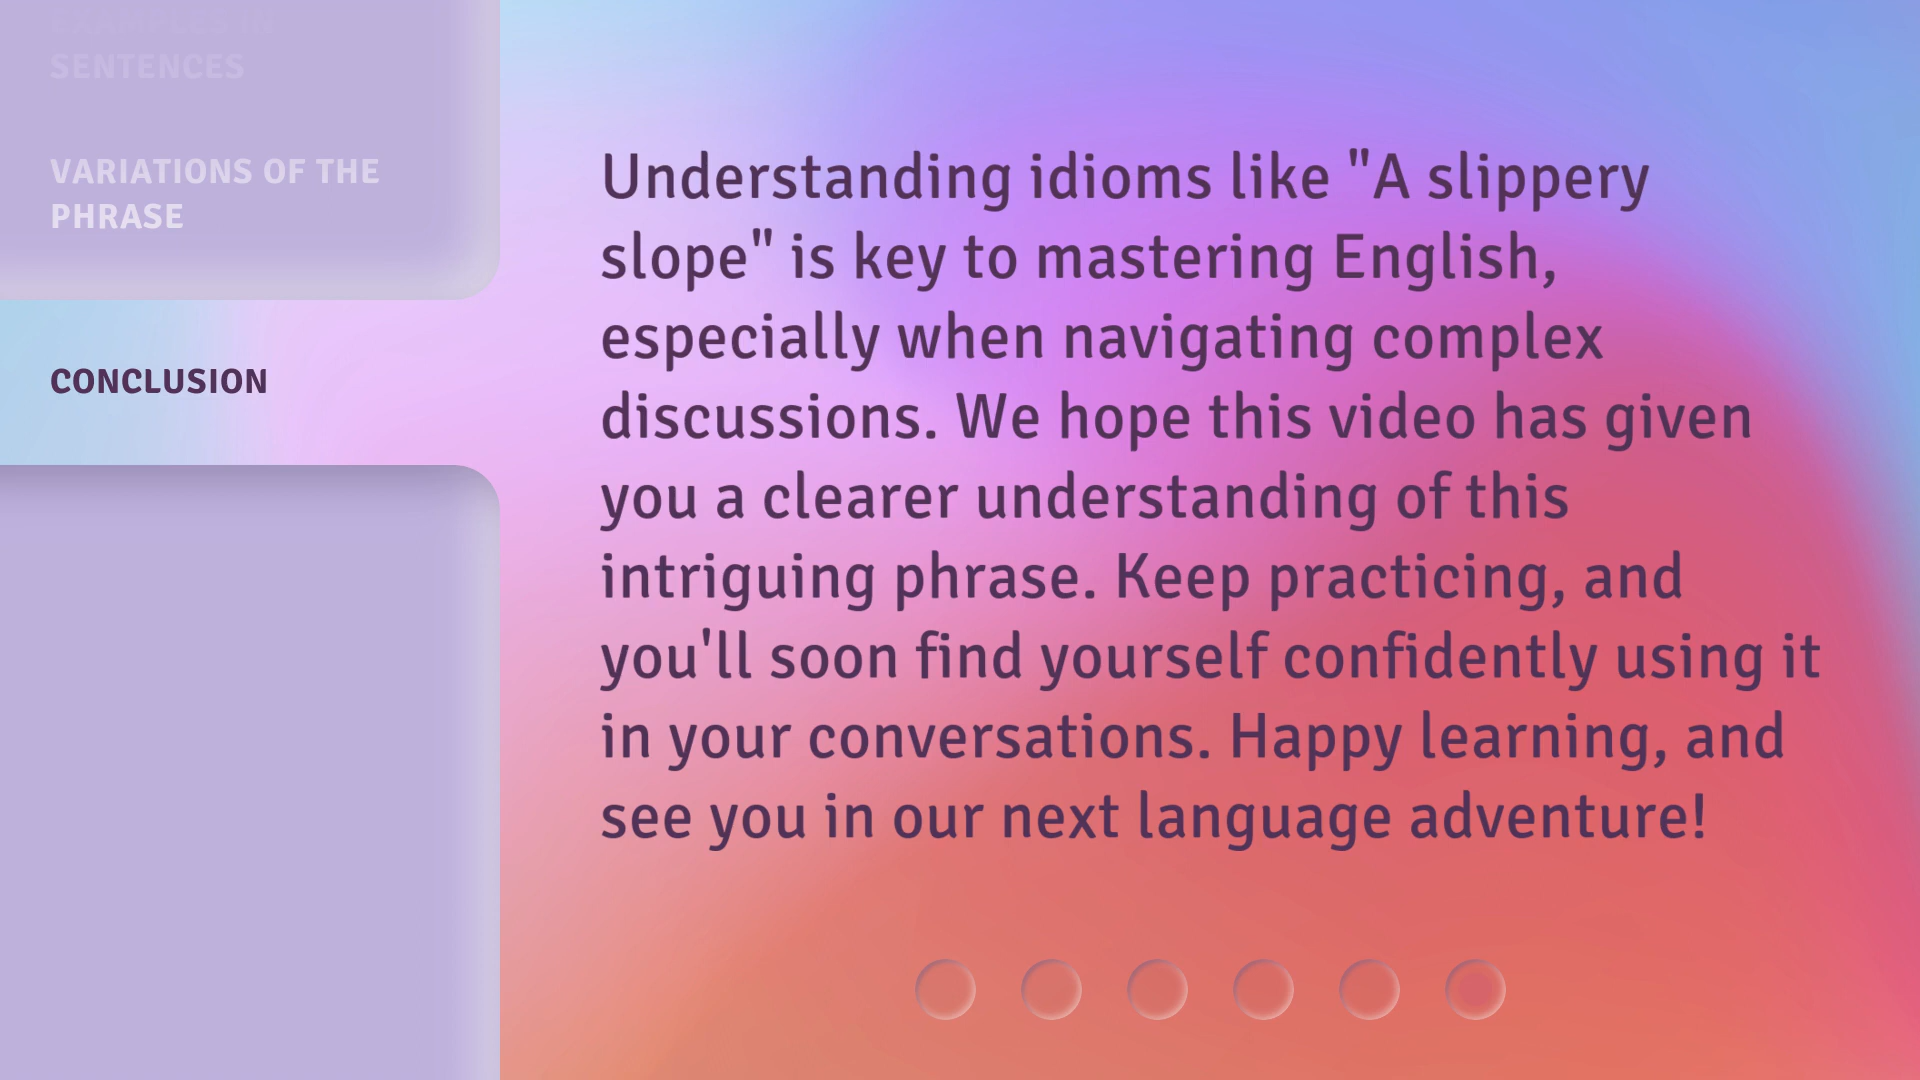 EXAMPLES IN
SENTENCES
VARIATIONS OF THE
PHRASE
CONCLUSION
Understanding idioms like "A slippery
slope" is key to mastering English,
especially when navigating complex
discussions. We hope this video has given
you a clearer understanding of this
intriguing phrase. Keep practicing, and
you'll soon find yourself confidently using it
in your conversations. Happy learning, and
see you in our next language adventure!